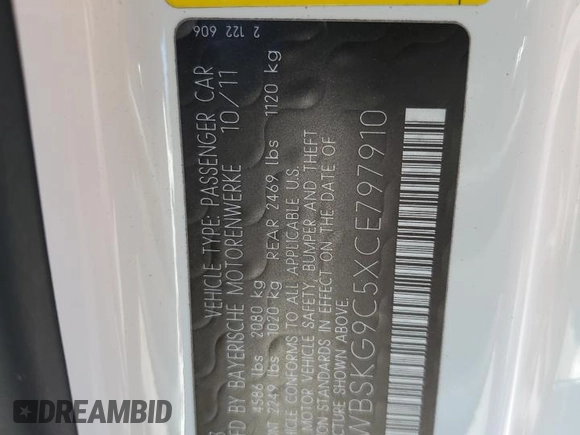 2 122 606
VEHICLE TYPE: PASSENGER CAR
ED BY BAYERISCHE MOTORENWERKE 10/11
4586 lbs 2080 kg
2249 lbs 1020 kg REAR 2469 lbs 1120 kg
VEHICLE CONFORMS TO ALL APPLICABLE U.S.
MOTOR VEHICLE SAFETY, BUMPER AND THEFT
ION STANDARDS IN EFFECT ON THE DATE OF
CTURE SHOWN ABOVE.
WBSKG9C5XCE797910
DREAMBID